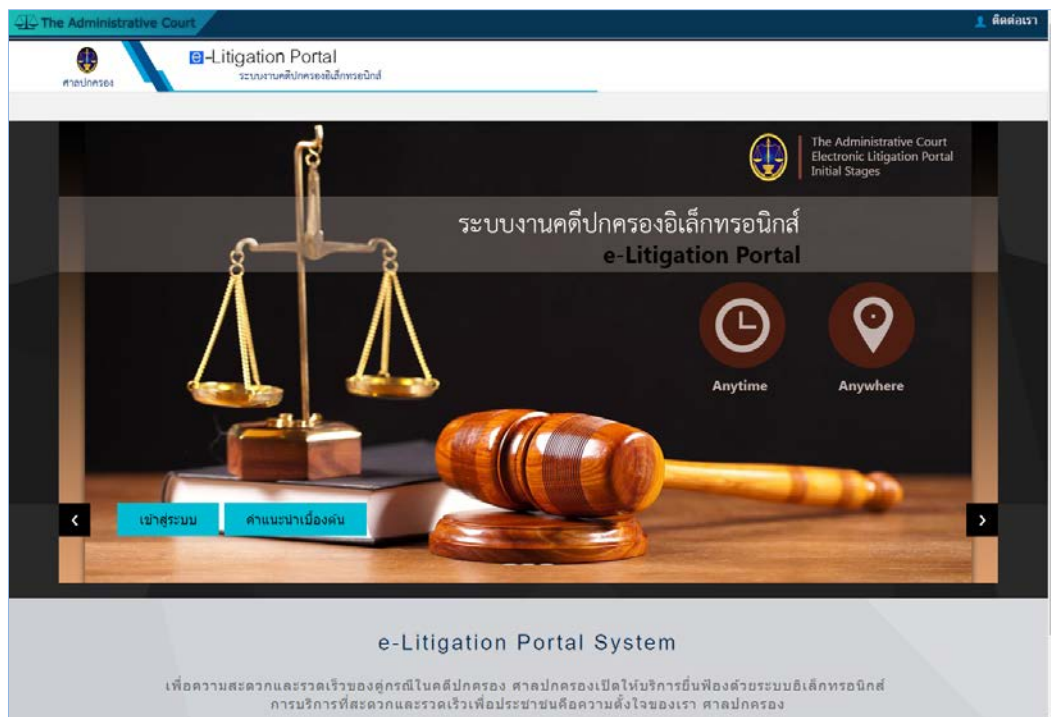 The Administrative Court
ติดต่อเรา
ศาลปกครอง
e-Litigation Portal
ระบบงานคดีปกครองอิเล็กทรอนิกส์
The Administrative Court
Electronic Litigation Portal
Initial Stages
ระบบงานคดีปกครองอิเล็กทรอนิกส์
e-Litigation Portal
Anytime
Anywhere
เข้าสู่ระบบ
คำแนะนำเบื้องต้น
e-Litigation Portal System
เพื่อความสะดวกและรวดเร็วของคู่กรณีในคดีปกครอง ศาลปกครองเปิดให้บริการยื่นฟ้องด้วยระบบอิเล็กทรอนิกส์
การบริการที่สะดวกและรวดเร็วเพื่อประชาชนคือความตั้งใจของเรา ศาลปกครอง